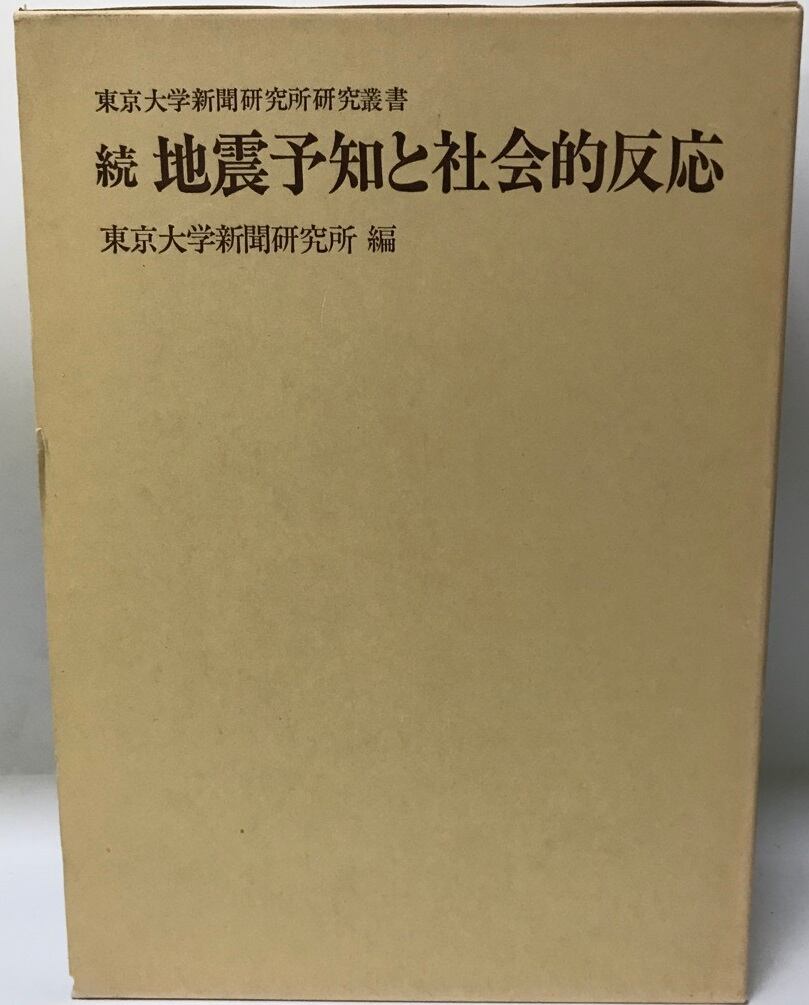 東京大学新聞研究所研究叢書
続 地震予知と社会的反応
東京大学新聞研究所 編